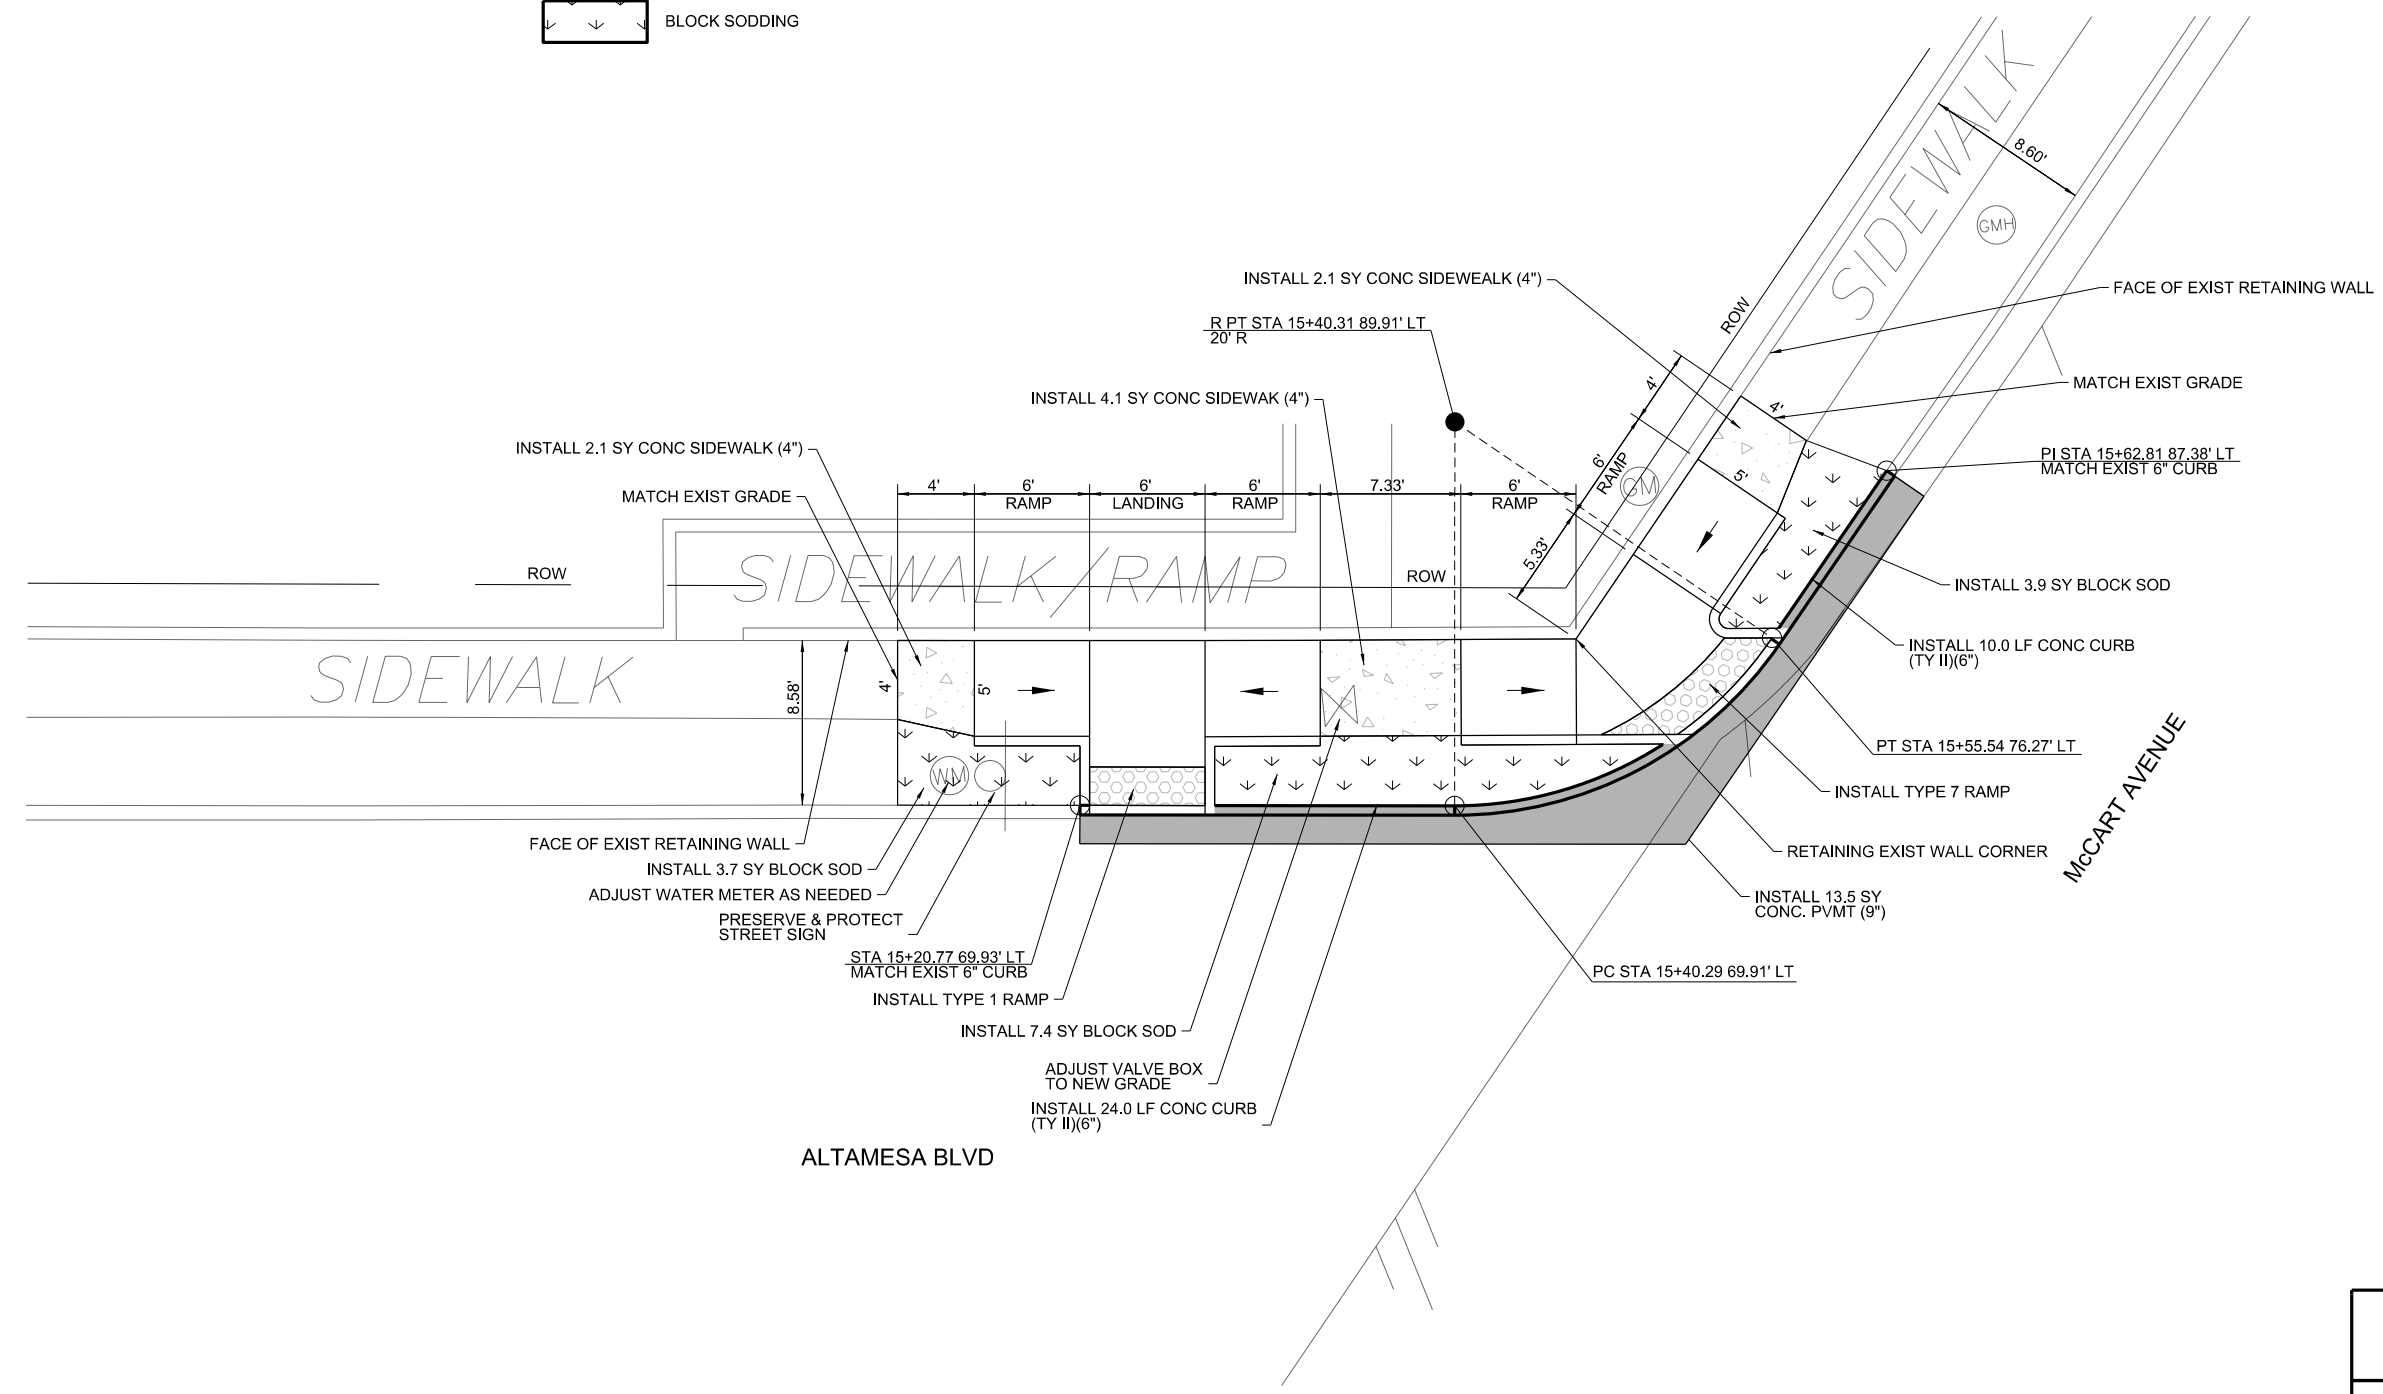 BLOCK SODDING
SIDEWALK
8.60'
GMH
INSTALL 2.1 SY CONC SIDEWEALK (4")
FACE OF EXIST RETAINING WALL
ROW
R PT STA 15+40.31 89.91' LT
20' R
4'
MATCH EXIST GRADE
INSTALL 4.1 SY CONC SIDEWAK (4")
4'
INSTALL 2.1 SY CONC SIDEWALK (4")
PI STA 15+62.81 87.38' LT
MATCH EXIST 6" CURB
6'
RAMP
GM
5'
MATCH EXIST GRADE
4'
6'
RAMP
6'
LANDING
6'
RAMP
7.33'
6'
RAMP
5.33'
ROW
SIDEWALK/RAMP
ROW
INSTALL 3.9 SY BLOCK SOD
INSTALL 10.0 LF CONC CURB
(TY II)(6")
SIDEWALK
8.58'
4'
5'
PT STA 15+55.54 76.27' LT
McCART AVENUE
WM
INSTALL TYPE 7 RAMP
FACE OF EXIST RETAINING WALL
RETAINING EXIST WALL CORNER
INSTALL 3.7 SY BLOCK SOD
ADJUST WATER METER AS NEEDED
INSTALL 13.5 SY
CONC. PVMT (9")
PRESERVE & PROTECT
STREET SIGN
STA 15+20.77 69.93' LT
MATCH EXIST 6" CURB
PC STA 15+40.29 69.91' LT
INSTALL TYPE 1 RAMP
INSTALL 7.4 SY BLOCK SOD
ADJUST VALVE BOX
TO NEW GRADE
INSTALL 24.0 LF CONC CURB
(TY II)(6")
ALTAMESA BLVD